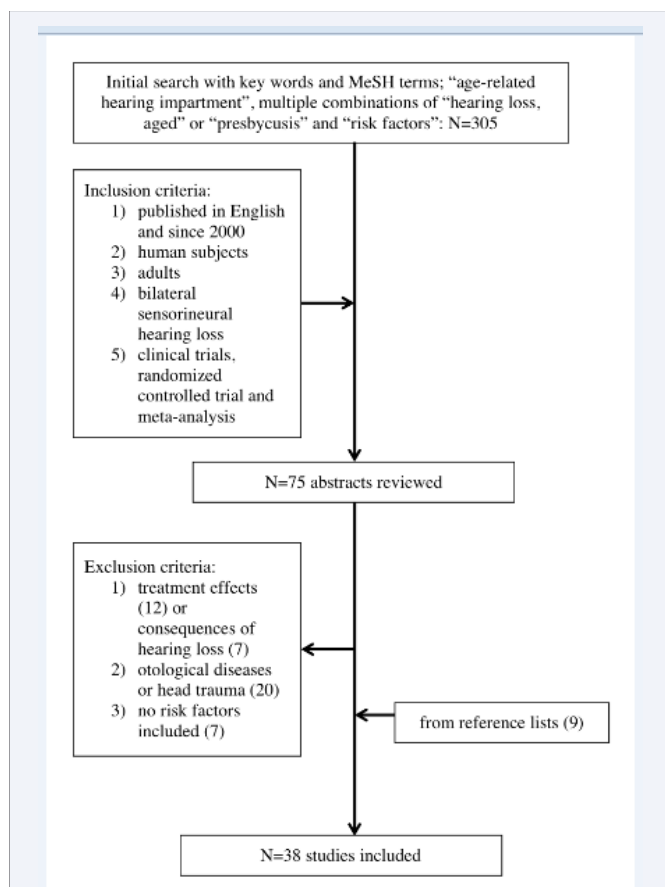 Initial search with key words and MeSH terms; “age-related
hearing impartment”, multiple combinations of “hearing loss,
aged” or “presbycusis” and “risk factors”: N=305
Inclusion criteria:
1) published in English
and since 2000
2) human subjects
3) adults
4) bilateral
sensorineural
hearing loss
5) clinical trials,
randomized
controlled trial and
meta-analysis
N=75 abstracts reviewed
Exclusion criteria:
1) treatment effects
(12) or
consequences of
hearing loss (7)
2) otological diseases
or head trauma (20)
3) no risk factors
included (7)
from reference lists (9)
N=38 studies included